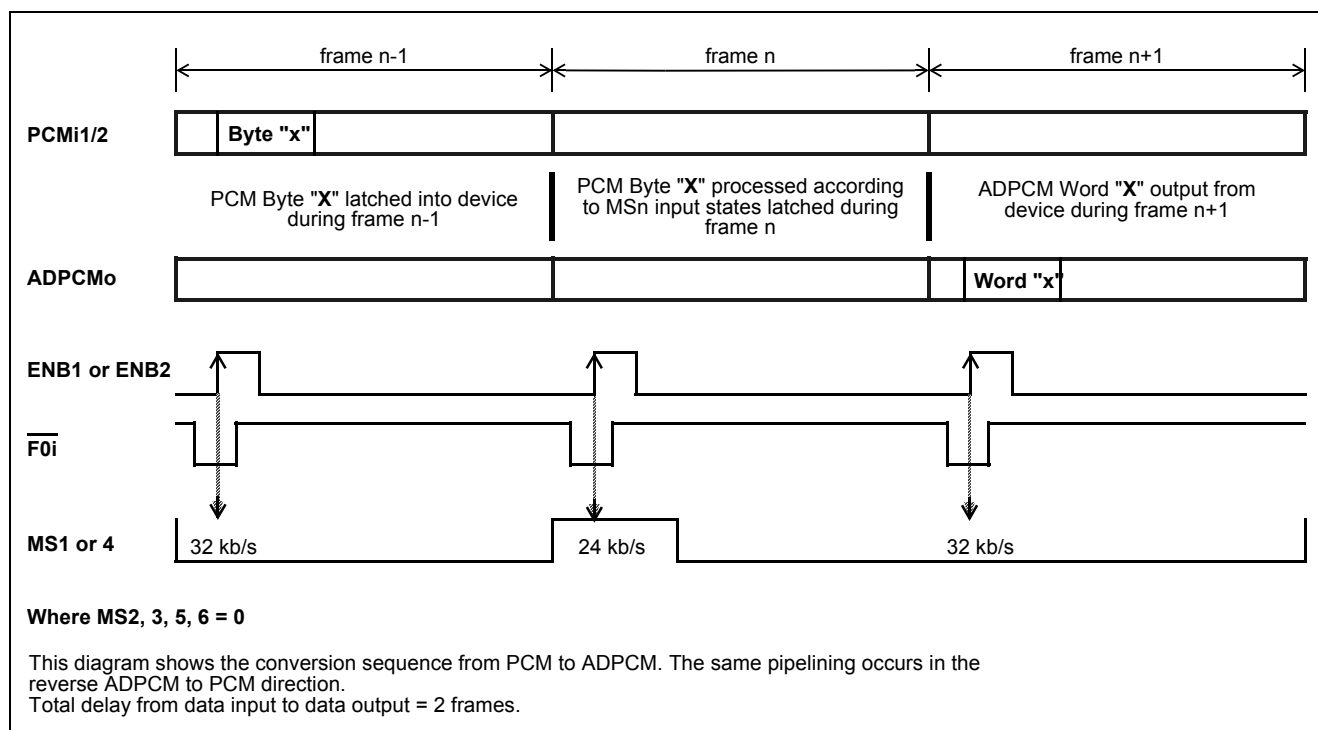 frame n-1
frame n
frame n+1
PCMi1/2
Byte "x"
PCM Byte "X" latched into device
during frame n-1
PCM Byte "X" processed according
to MSn input states latched during
frame n
ADPCM Word "X" output from
device during frame n+1
ADPCMo
Word "x"
ENB1 or ENB2
F0i
MS1 or 4
32 kb/s
24 kb/s
32 kb/s
Where MS2, 3, 5, 6 = 0
This diagram shows the conversion sequence from PCM to ADPCM. The same pipelining occurs in the
reverse ADPCM to PCM direction.
Total delay from data input to data output = 2 frames.